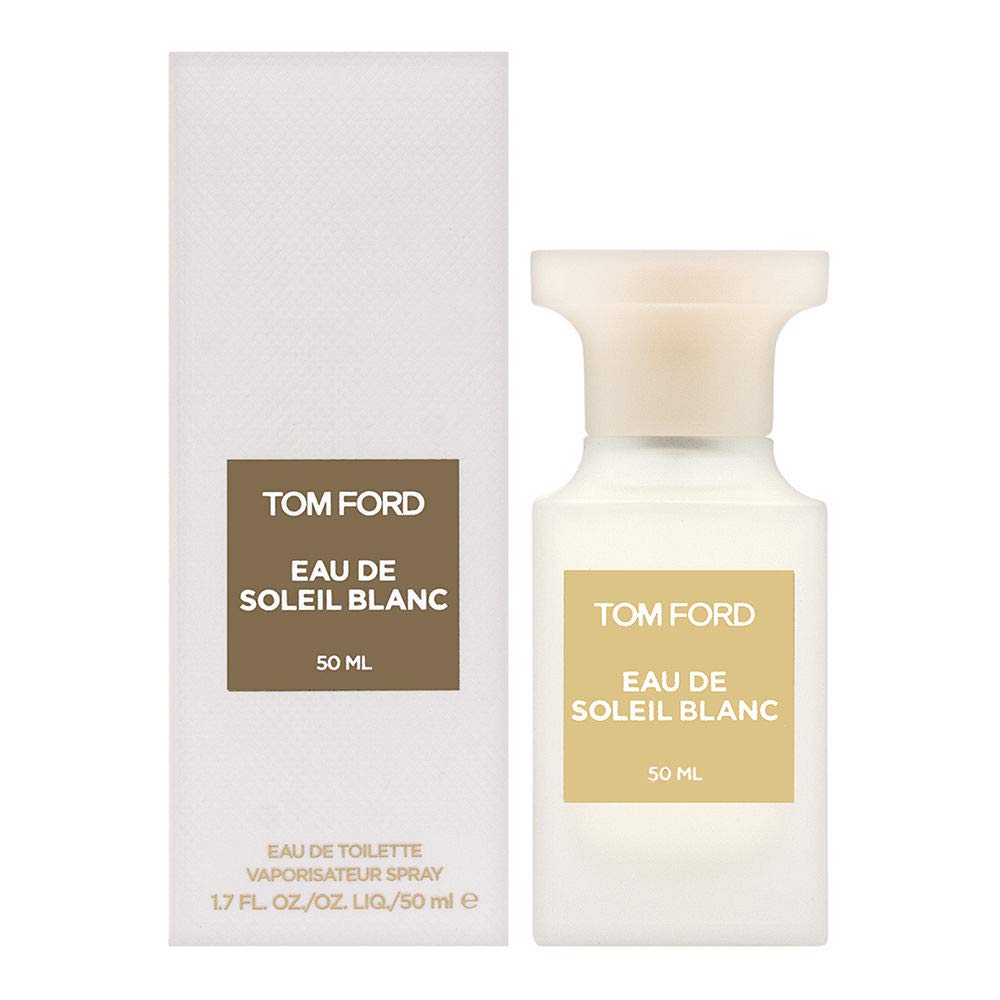 TOM FORD
EAU DE
SOLEIL BLANC
50 ML
EAU DE TOILETTE
VAPORISATEUR SPRAY
1.7 FL. OZ./OZ. LIQ./50 ml ℮
TOM FORD
EAU DE
SOLEIL BLANC
50 ML